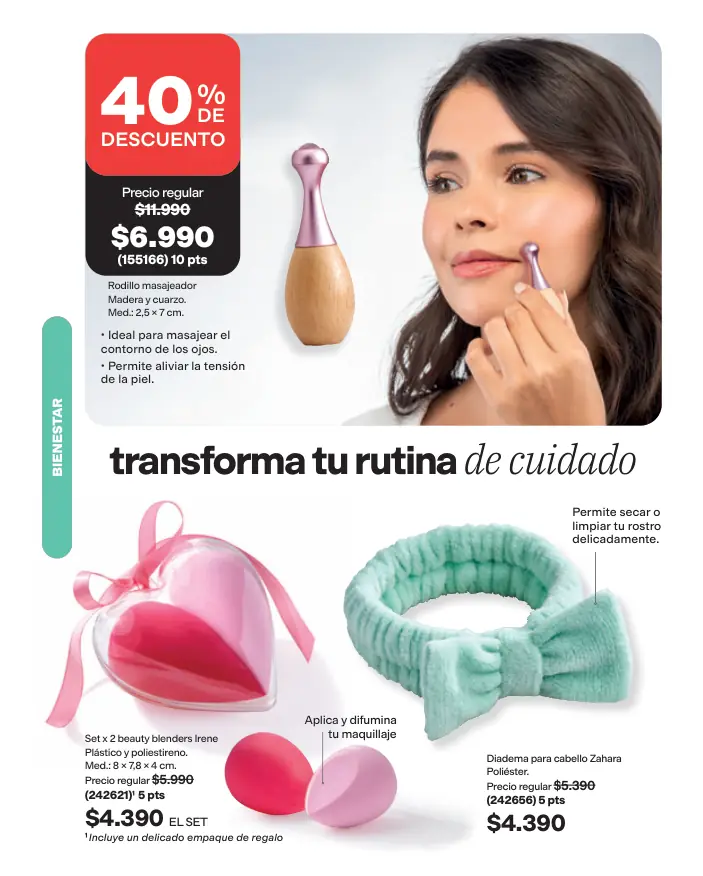 40% DE
DESCUENTO
Precio regular
$11.990
$6.990
(155166) 10 pts
Rodillo masajeador
Madera y cuarzo.
Med.: 2,5 x 7 cm.
• Ideal para masajear el
contorno de los ojos.
• Permite aliviar la tensión
de la piel.
BIENESTAR
transforma tu rutina de cuidado
Permite secar o
limpiar tu rostro
delicadamente.
Aplica y difumina
tu maquillaje
Set x 2 beauty blenders Irene
Plástico y poliestireno.
Med.: 8 x 7,8 x 4 cm.
Precio regular $5.990
(242621)¹ 5 pts
$4.390 EL SET
¹ Incluye un delicado empaque de regalo
Diadema para cabello Zahara
Poliéster.
Precio regular $5.390
(242656) 5 pts
$4.390